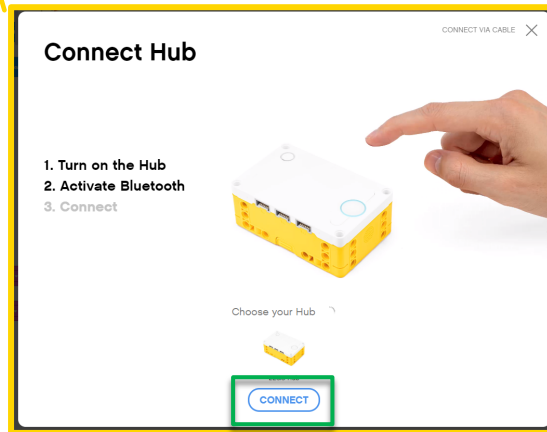 CONNECT VIA CABLE
Connect Hub
1. Turn on the Hub
2. Activate Bluetooth
3. Connect
Choose your Hub
CONNECT